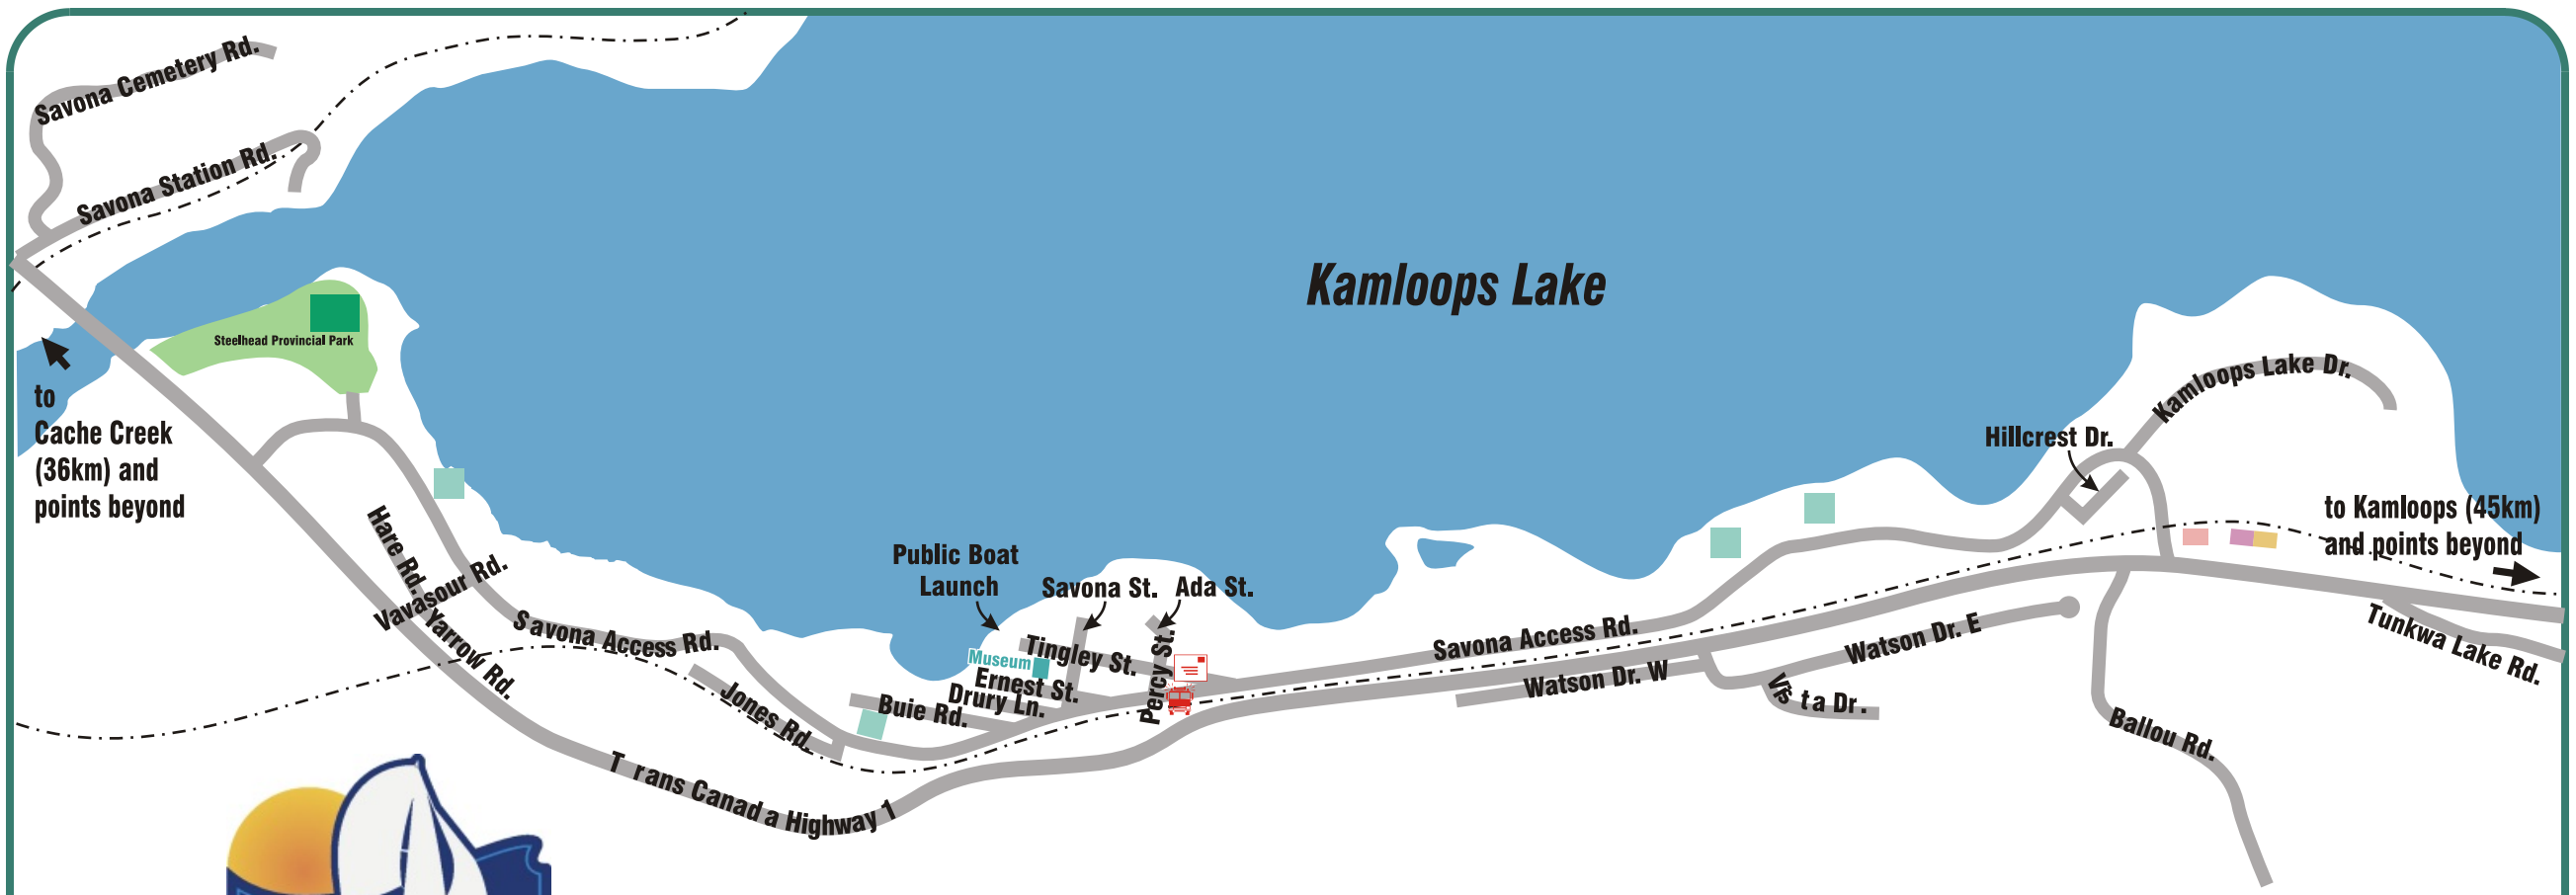 Savona Cemetery Rd.
Savona Station Rd.
Kamloops Lake
Steelhead Provincial Park
to
Cache Creek
(36km) and
points beyond
Kamloops Lake Dr.
Hillcrest Dr.
to Kamloops (45km)
and points beyond
Hare Rd.
Vavasour Rd.
Yarrow Rd.
Savona Access Rd.
Public Boat
Launch
Savona St.
Ada St.
Tingley St.
Museum
Ernest St.
Drury Ln.
Percy St.
Buie Rd.
Jones Rd.
Savona Access Rd.
Watson Dr. W
Watson Dr. E
Vista Dr.
Tunkwa Lake Rd.
Ballou Rd.
Trans Canada Highway 1